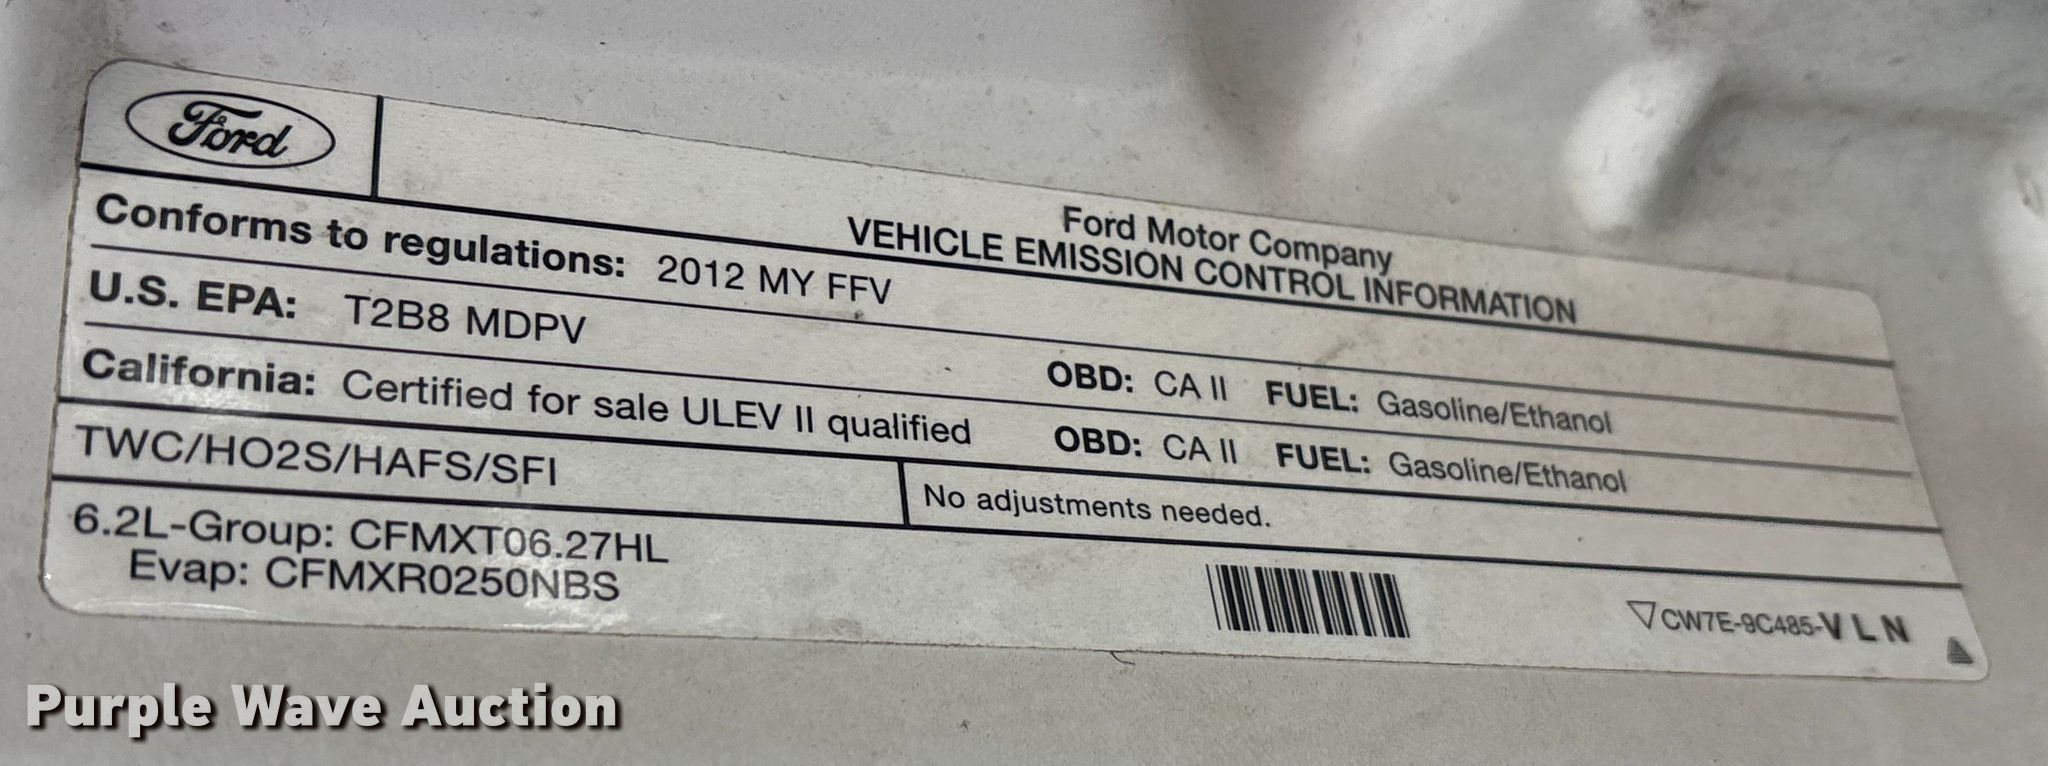 Ford
Ford Motor Company
VEHICLE EMISSION CONTROL INFORMATION
Conforms to regulations: 2012 MY FFV
U.S. EPA: T2B8 MDPV OBD: CA II FUEL: Gasoline/Ethanol
California: Certified for sale ULEV II qualified OBD: CA II FUEL: Gasoline/Ethanol
TWC/HO2S/HAFS/SFI
No adjustments needed.
6.2L-Group: CFMXT06.27HL
Evap: CFMXR0250NBS
CW7E-9C485-VLN
Purple Wave Auction